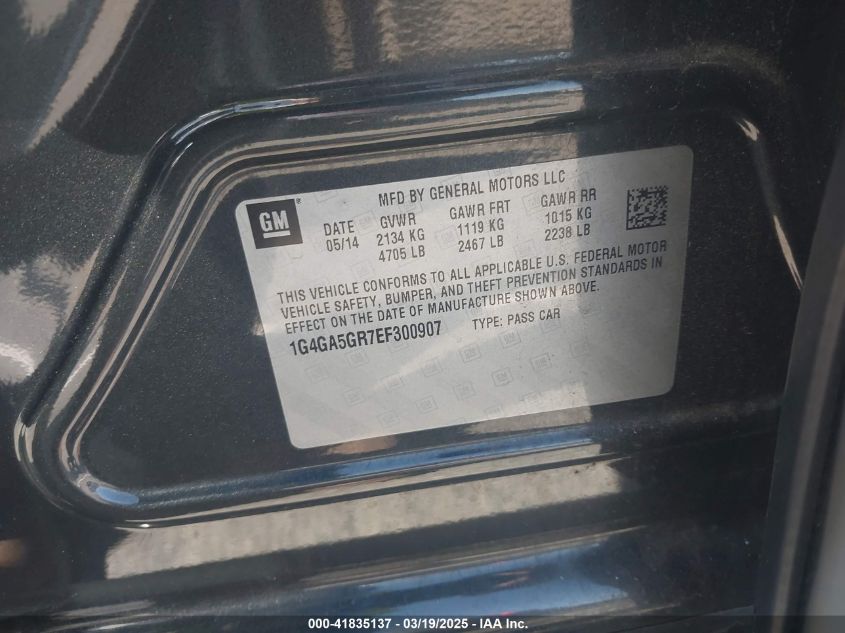 MFD BY GENERAL MOTORS LLC
GM
DATE GVWR GAWR FRT GAWR RR
05/14 2134 KG 1119 KG 1015 KG
4705 LB 2467 LB 2238 LB
THIS VEHICLE CONFORMS TO ALL APPLICABLE U.S. FEDERAL MOTOR
VEHICLE SAFETY, BUMPER, AND THEFT PREVENTION STANDARDS IN
EFFECT ON THE DATE OF MANUFACTURE SHOWN ABOVE.
1G4GA5GR7EF300907 TYPE: PASS CAR
000-41835137 - 03/19/2025 - IAA Inc.